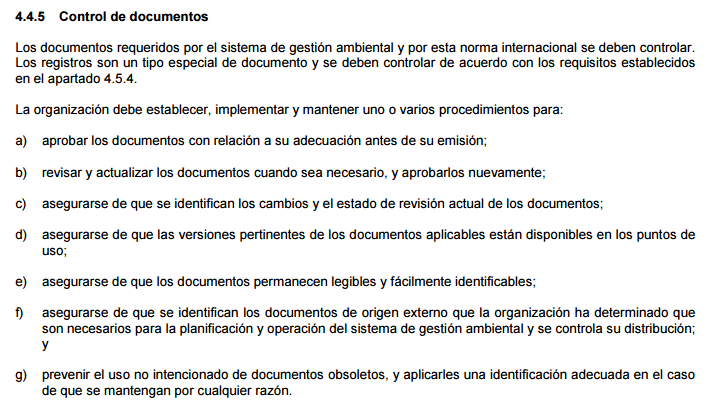 4.4.5 Control de documentos
Los documentos requeridos por el sistema de gestión ambiental y por esta norma internacional se deben controlar.
Los registros son un tipo especial de documento y se deben controlar de acuerdo con los requisitos establecidos
en el apartado 4.5.4.
La organización debe establecer, implementar y mantener uno o varios procedimientos para:
a) aprobar los documentos con relación a su adecuación antes de su emisión;
b) revisar y actualizar los documentos cuando sea necesario, y aprobarlos nuevamente;
c) asegurarse de que se identifican los cambios y el estado de revisión actual de los documentos;
d) asegurarse de que las versiones pertinentes de los documentos aplicables están disponibles en los puntos de
uso;
e) asegurarse de que los documentos permanecen legibles y fácilmente identificables;
f) asegurarse de que se identifican los documentos de origen externo que la organización ha determinado que
son necesarios para la planificación y operación del sistema de gestión ambiental y se controla su distribución;
y
g) prevenir el uso no intencionado de documentos obsoletos, y aplicarles una identificación adecuada en el caso
de que se mantengan por cualquier razón.